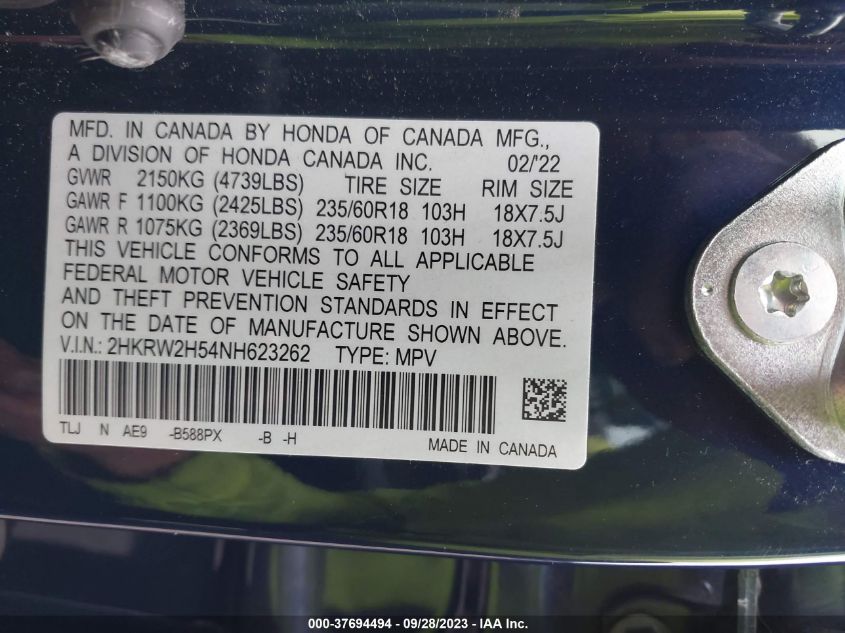 MFD. IN CANADA BY HONDA OF CANADA MFG.,
A DIVISION OF HONDA CANADA INC. 02/'22
GVWR 2150KG (4739LBS) TIRE SIZE RIM SIZE
GAWR F 1100KG (2425LBS) 235/60R18 103H 18X7.5J
GAWR R 1075KG (2369LBS) 235/60R18 103H 18X7.5J
THIS VEHICLE CONFORMS TO ALL APPLICABLE
FEDERAL MOTOR VEHICLE SAFETY
AND THEFT PREVENTION STANDARDS IN EFFECT
ON THE DATE OF MANUFACTURE SHOWN ABOVE.
V.I.N.: 2HKRW2H54NH623262 TYPE: MPV
TLJ N AE9 -B588PX -B -H
MADE IN CANADA
000-37694494 - 09/28/2023 - IAA Inc.